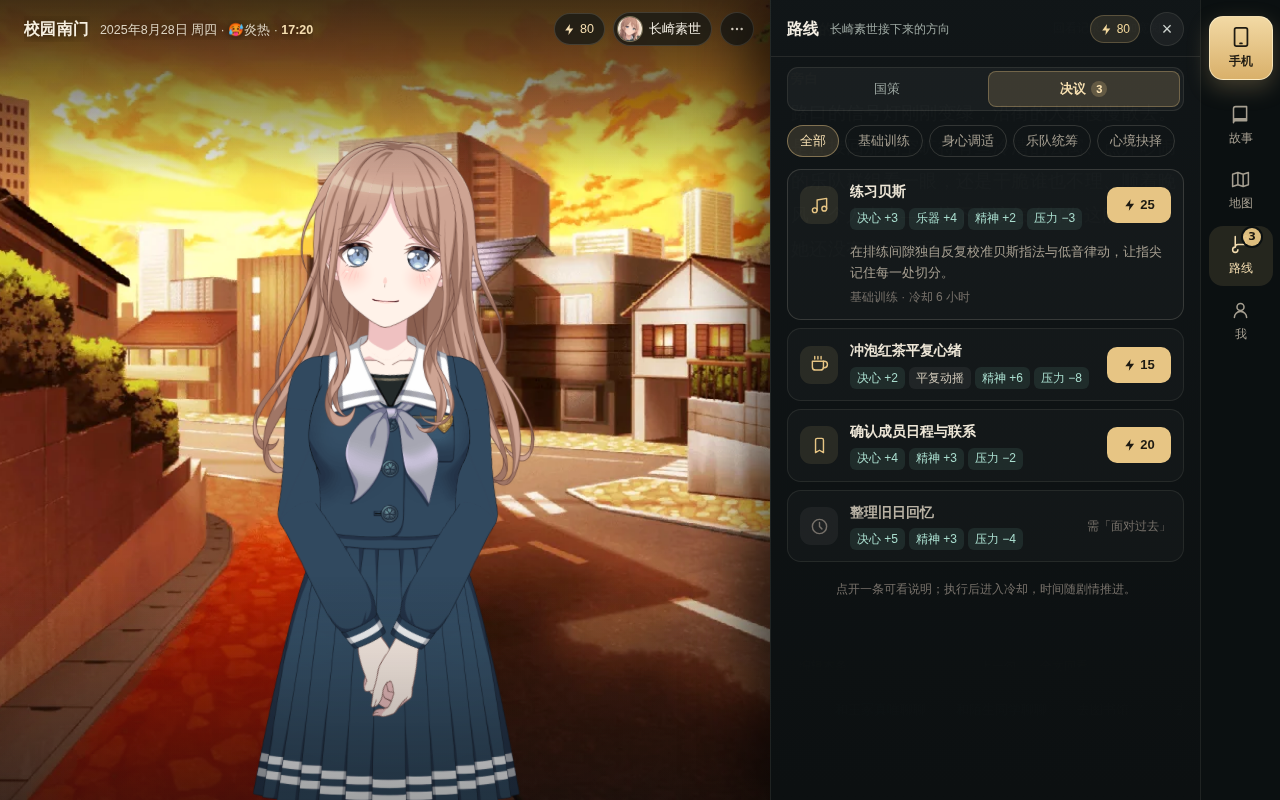 校园南门 2025年8月28日 周四 · 🥵炎热 · 17:20
80
长崎素世
路线 长崎素世接下来的方向
80
国策
决议 3
全部 基础训练 身心调适 乐队统筹 心境抉择
练习贝斯
决心 +3 乐器 +4 精神 +2 压力 −3
25
在排练间隙独自反复校准贝斯指法与低音律动，让指尖
记住每一处切分。
基础训练 · 冷却 6 小时
冲泡红茶平复心绪
决心 +2 平复动摇 精神 +6 压力 −8
15
确认成员日程与联系
决心 +4 精神 +3 压力 −2
20
整理旧日回忆
决心 +5 精神 +3 压力 −4
需「面对过去」
点开一条可看说明；执行后进入冷却，时间随剧情推进。
手机
故事
地图
3
路线
我